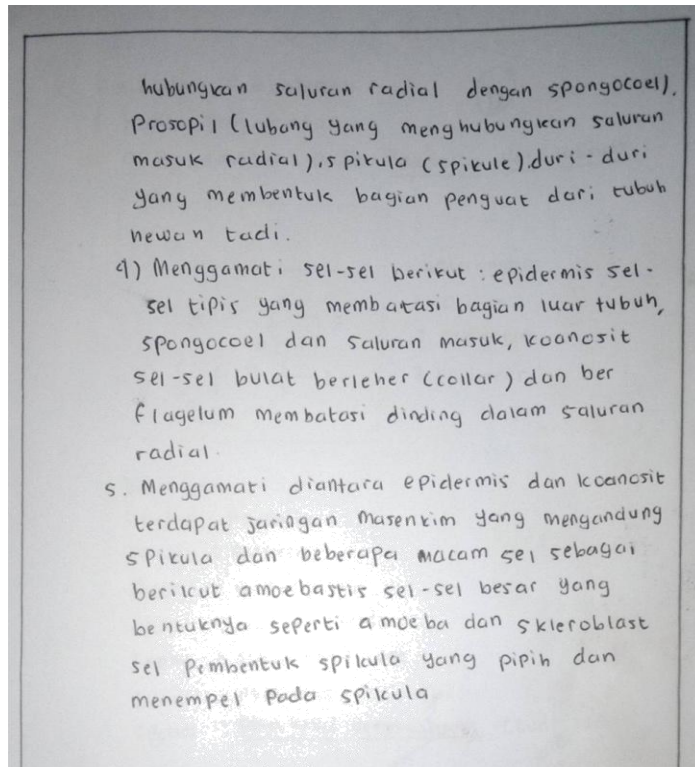 hubungkan saluran radial dengan spongocoel).
Prosopil (lubang yang menghubungkan saluran
masuk radial), spikula (spikule).duri-duri
yang membentuk bagian penguat dari tubuh
hewan tadi.
4) Menggamati sel-sel berikut : epidermis sel-
sel tipis yang membatasi bagian luar tubuh,
spongocoel dan saluran masuk, koanosit
sel-sel bulat berleher (collar) dan ber
flagelum membatasi dinding dalam saluran
radial.
5. Menggamati diantara epidermis dan koanosit
terdapat jaringan masenkim yang mengandung
spikula dan beberapa macam sel sebagai
berikut amoebastis sel-sel besar yang
bentuknya seperti amoeba dan skleroblast
sel Pembentuk spikula yang pipih dan
menempel pada spikula